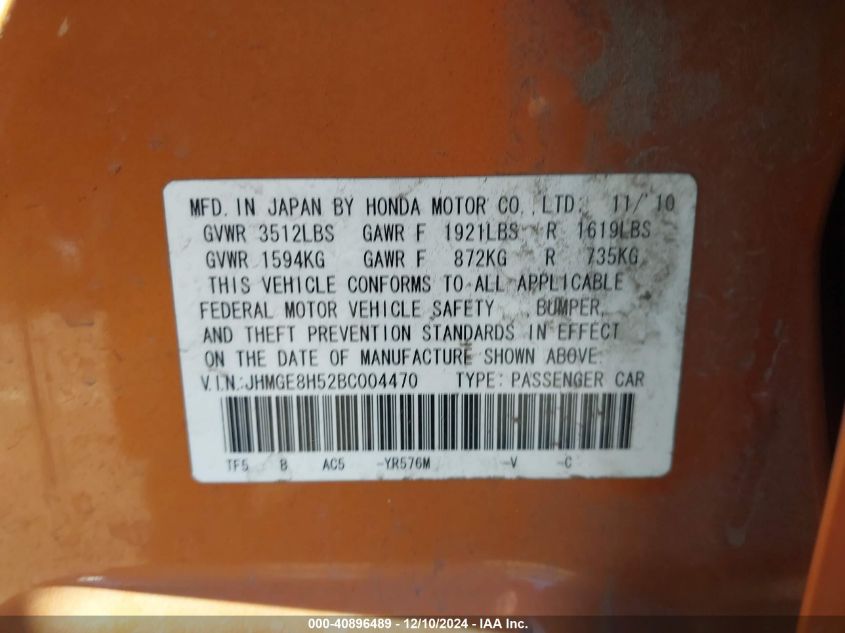 MFD. IN JAPAN BY HONDA MOTOR CO., LTD. 11/10
GVWR 3512LBS GAWR F 1921LBS R 1619LBS
GVWR 1594KG GAWR F 872KG R 735KG
THIS VEHICLE CONFORMS TO ALL APPLICABLE
FEDERAL MOTOR VEHICLE SAFETY , BUMPER,
AND THEFT PREVENTION STANDARDS IN EFFECT
ON THE DATE OF MANUFACTURE SHOWN ABOVE.
V.I.N.:JHMGE8H52BC004470 TYPE: PASSENGER CAR
TF5 B AC5 -YR576M -V -C
000-40896489 - 12/10/2024 - IAA Inc.